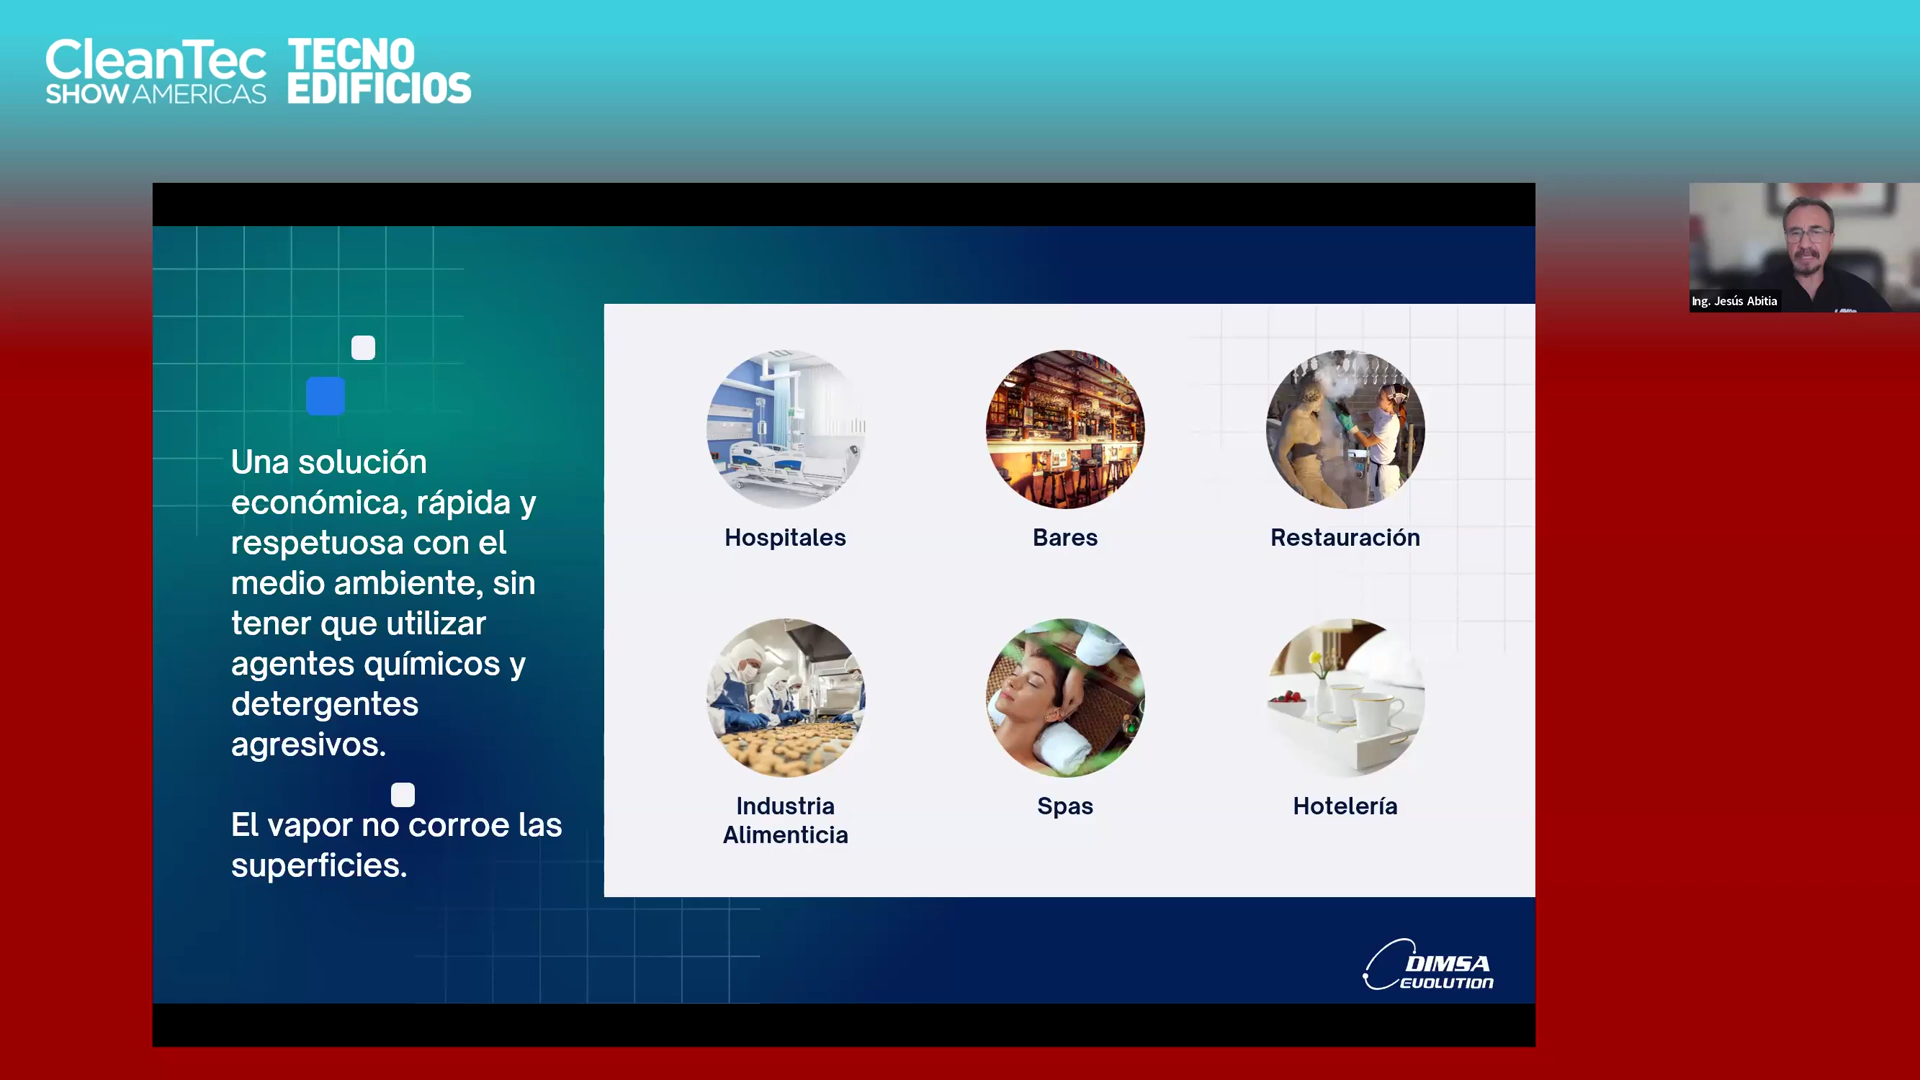 CleanTec
SHOW AMERICAS
TECNO
EDIFICIOS
Ing. Jesús Abitia
Una solución
económica, rápida y
respetuosa con el
medio ambiente, sin
tener que utilizar
agentes químicos y
detergentes
agresivos.
El vapor no corroe las
superficies.
Hospitales
Bares
Restauración
Industria
Alimenticia
Spas
Hotelería
DIMSA
EVOLUTION